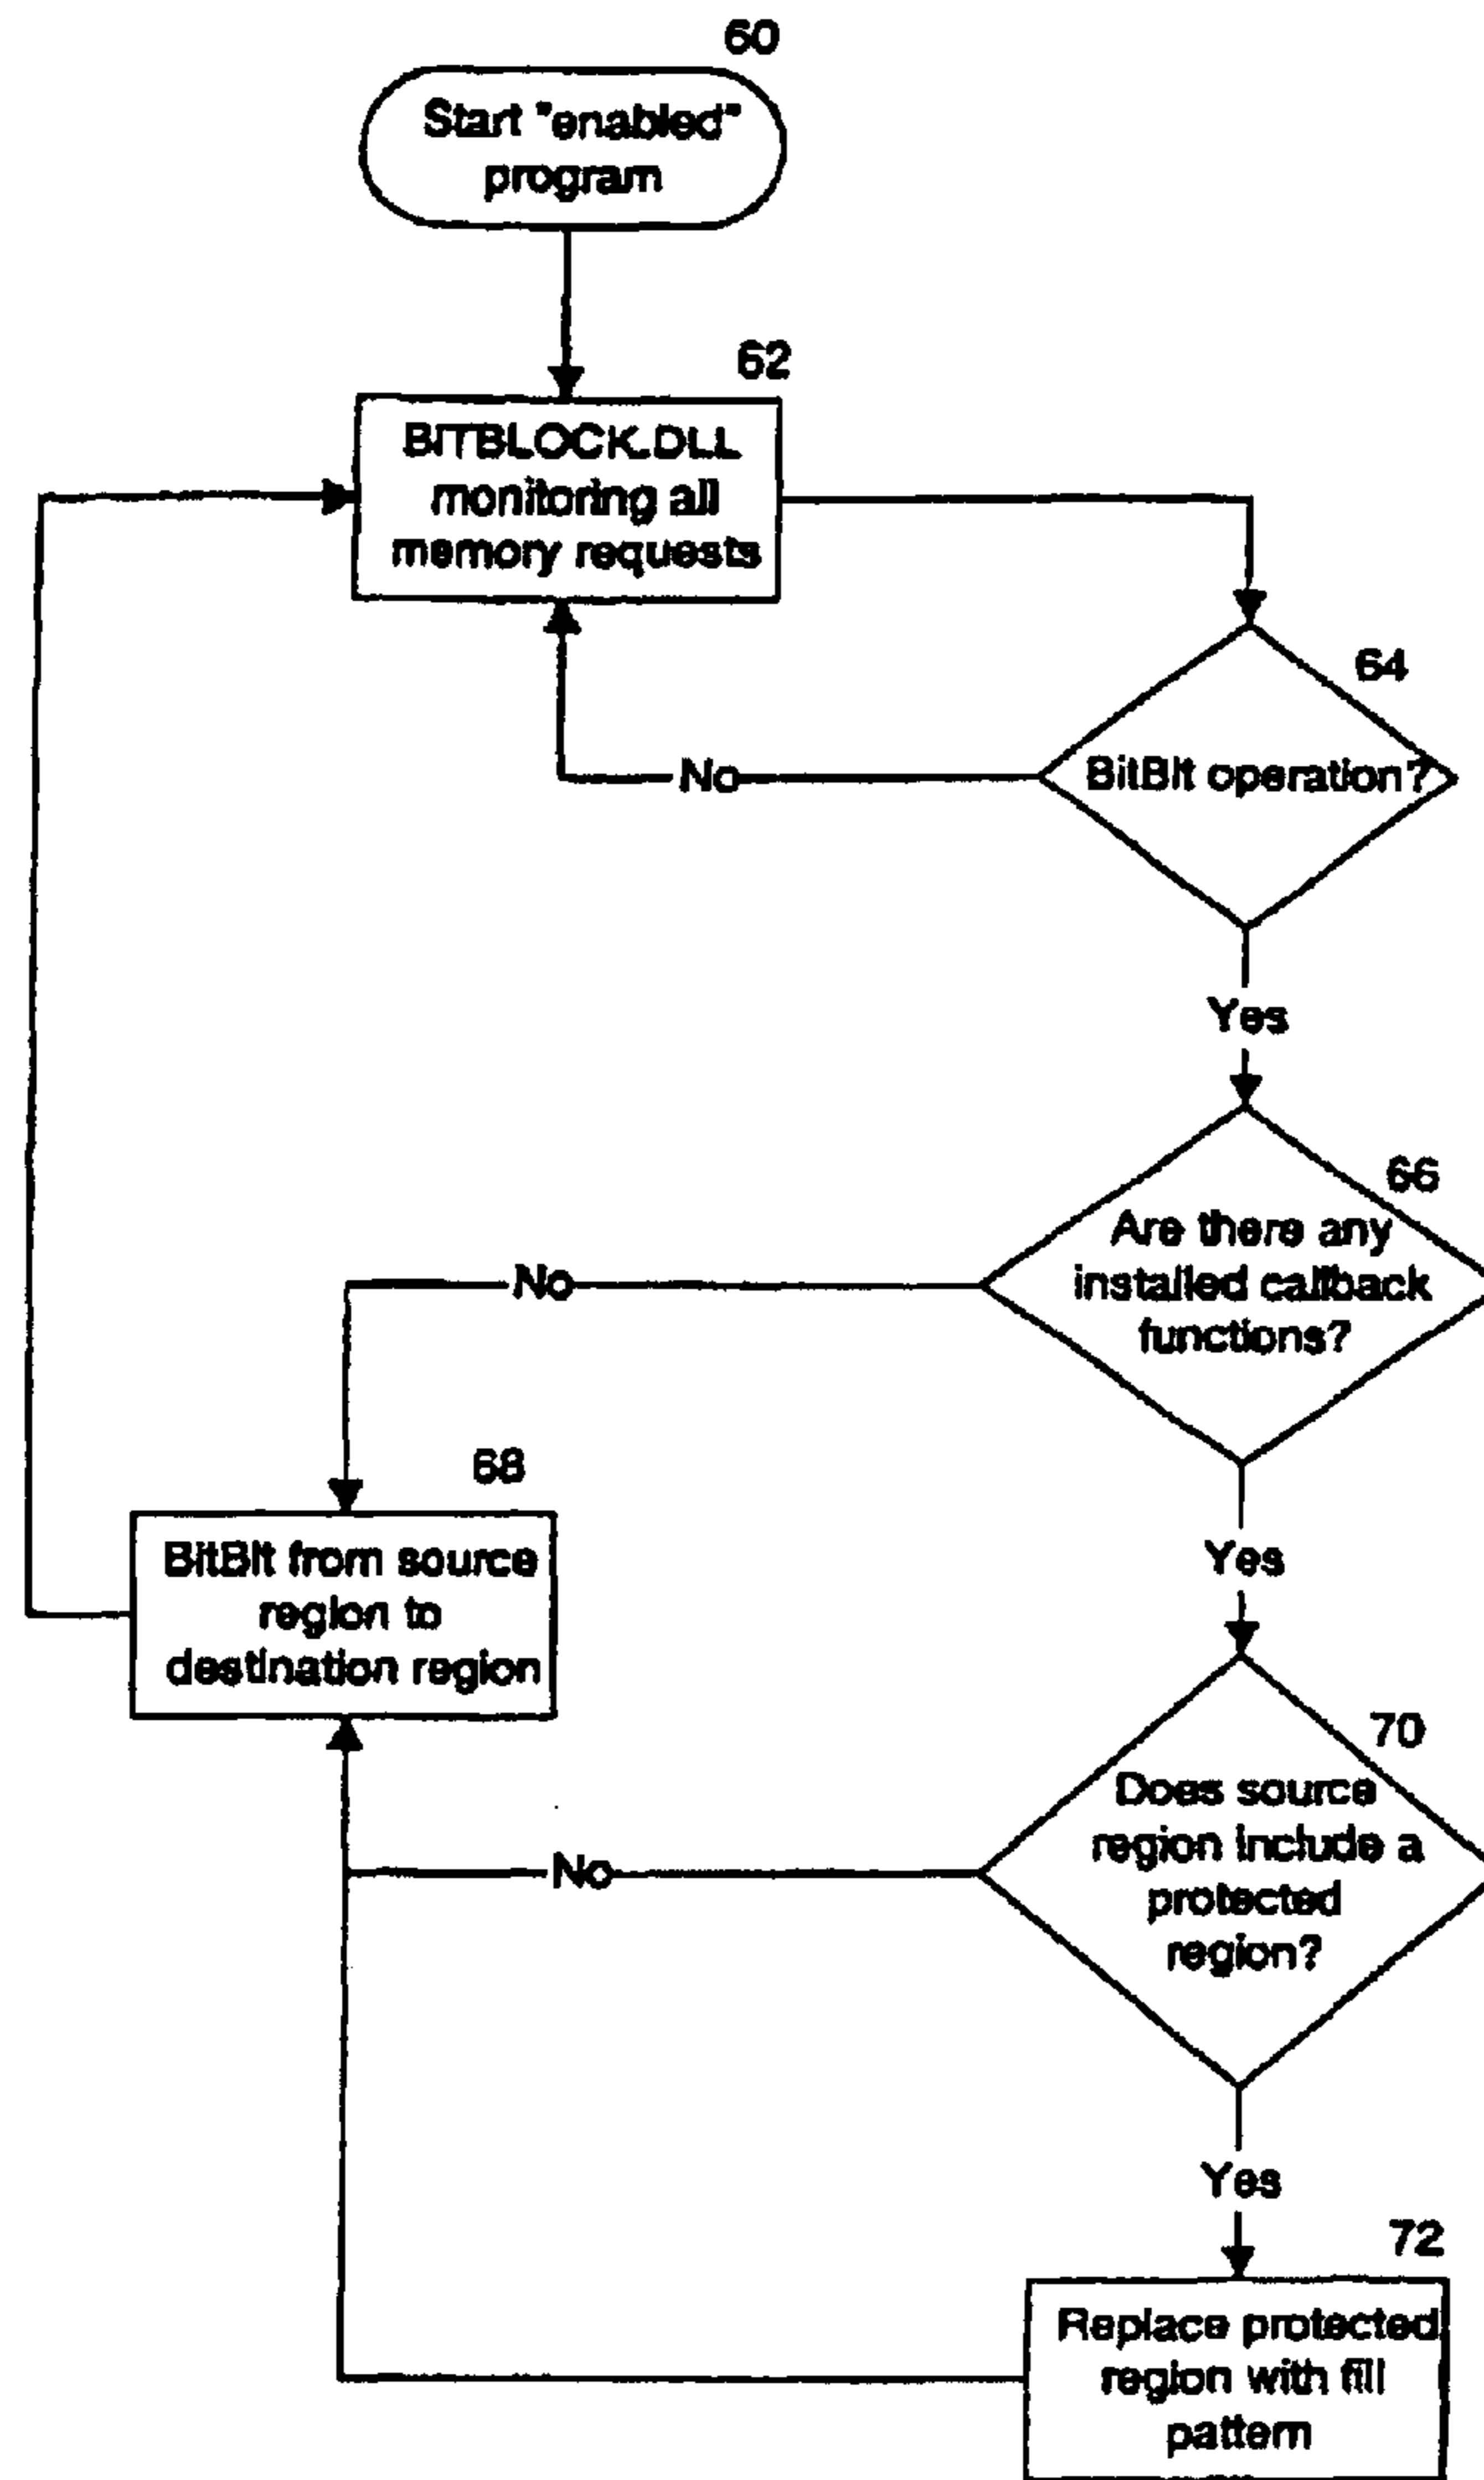 60
Start "enabled"
program
62
BITBLOCK.DLL
monitoring all
memory requests
64
BitBlt operation?
No
Yes
66
Are there any
installed callback
functions?
No
68
BitBlt from source
region to
destination region
Yes
70
Does source
region include a
protected
region?
No
Yes
72
Replace protected
region with fill
pattern